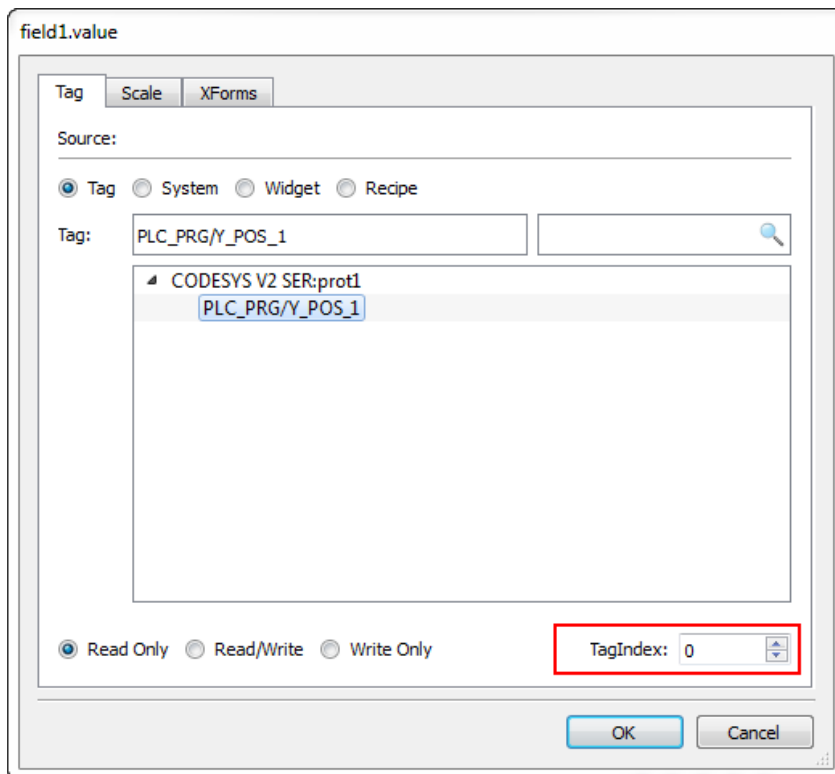 field1.value
Tag Scale XForms
Source:
Tag System Widget Recipe
Tag: PLC_PRG/Y_POS_1
CODESYS V2 SER:prot1
PLC_PRG/Y_POS_1
Read Only Read/Write Write Only TagIndex: 0
OK Cancel